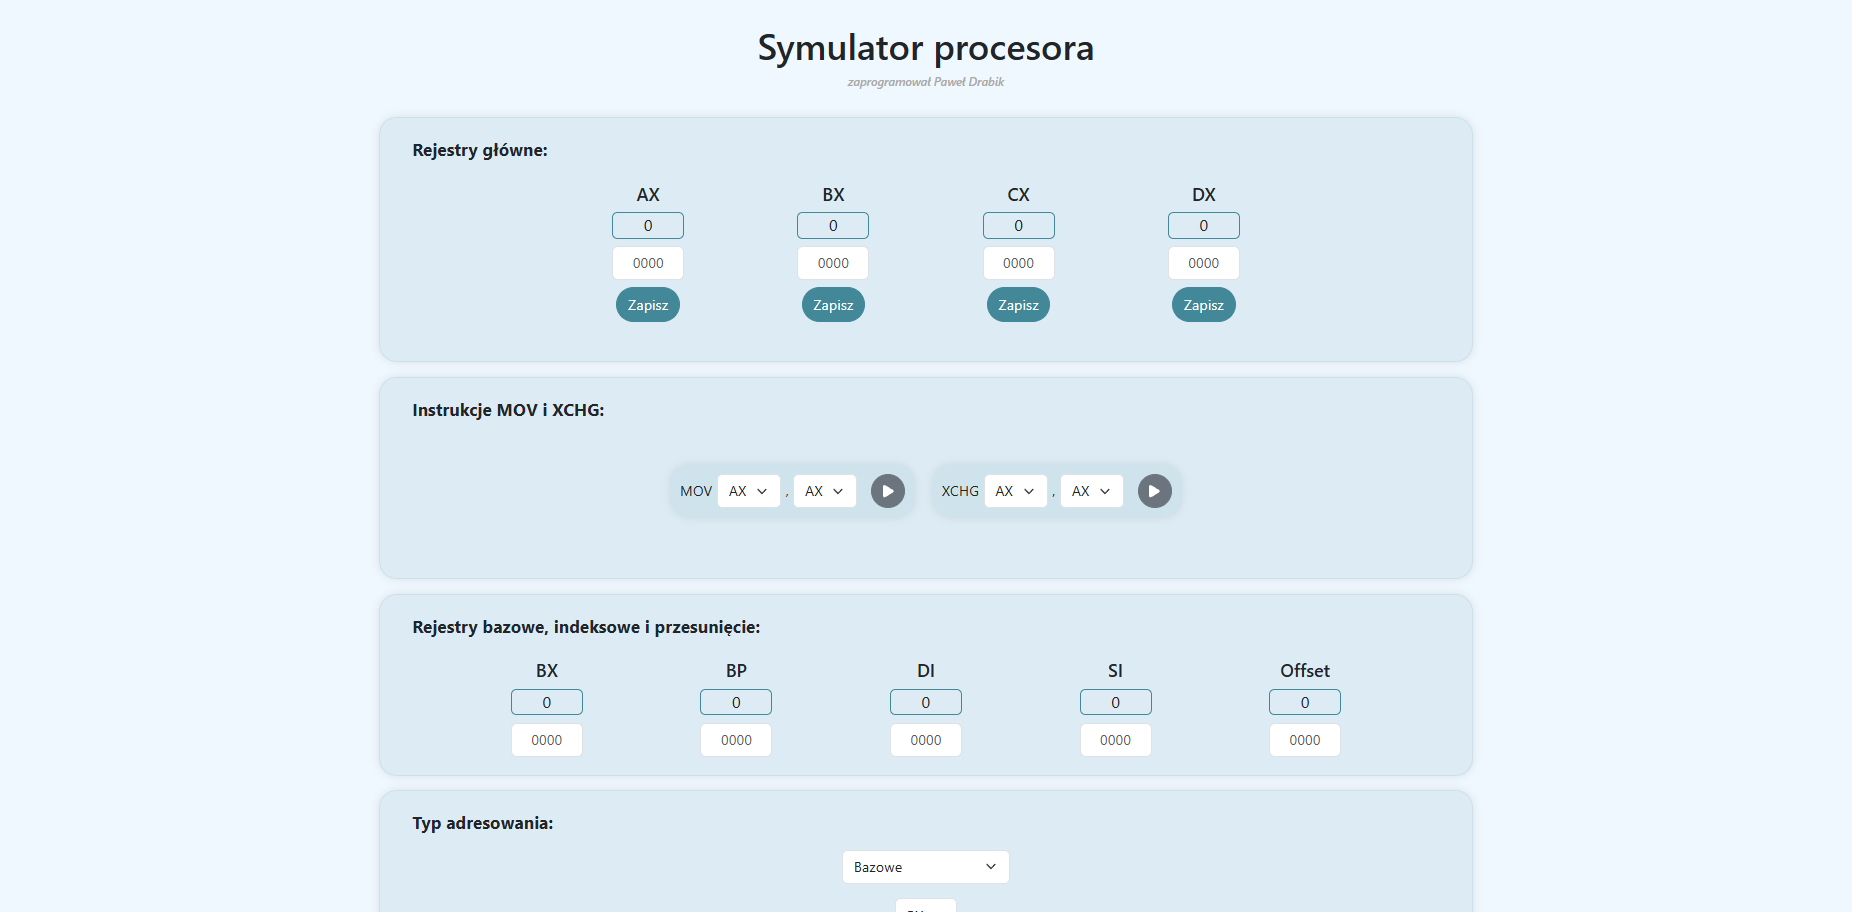 Symulator procesora
zaprogramował Paweł Drabik
Rejestry główne:
AX BX CX DX
0 0 0 0
0000 0000 0000 0000
Zapisz Zapisz Zapisz Zapisz
Instrukcje MOV i XCHG:
MOV AX , AX XCHG AX , AX
Rejestry bazowe, indeksowe i przesunięcie:
BX BP DI SI Offset
0 0 0 0 0
0000 0000 0000 0000 0000
Typ adresowania:
Bazowe